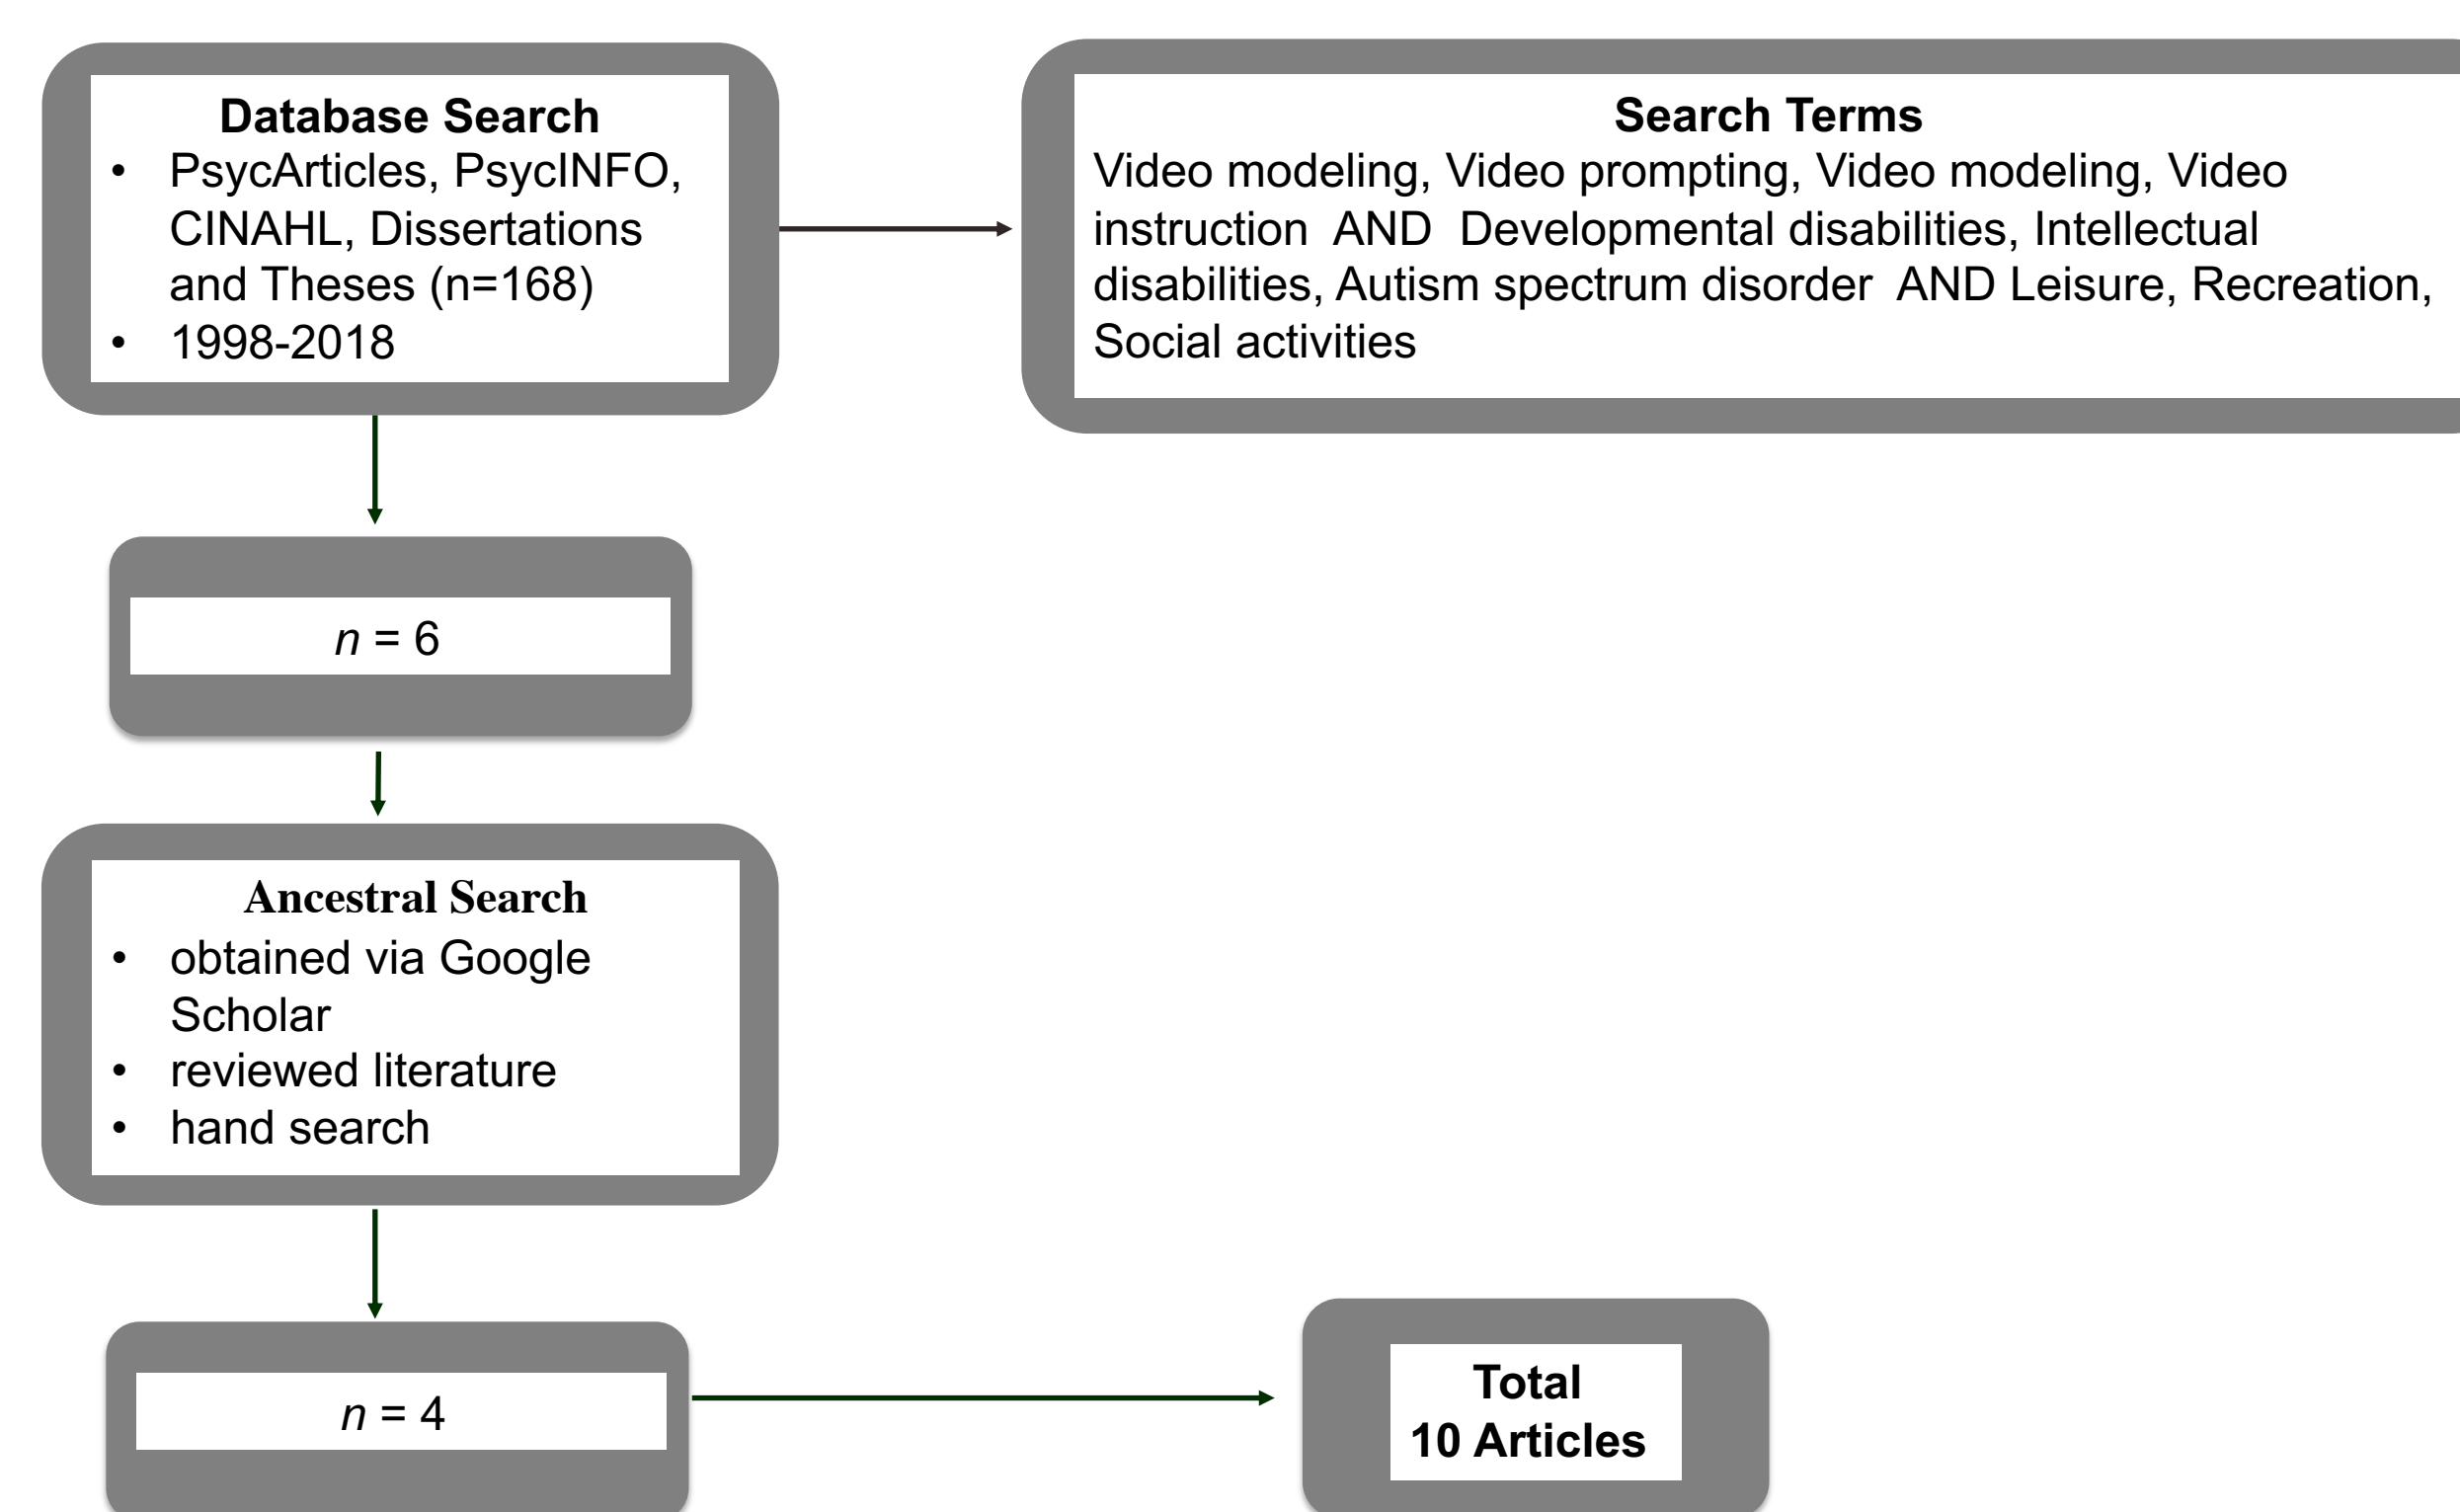 Database Search
• PsycArticles, PsycINFO,
CINAHL, Dissertations
and Theses (n=168)
• 1998-2018
Search Terms
Video modeling, Video prompting, Video modeling, Video
instruction AND Developmental disabilities, Intellectual
disabilities, Autism spectrum disorder AND Leisure, Recreation,
Social activities
n = 6
Ancestral Search
• obtained via Google
Scholar
• reviewed literature
• hand search
n = 4
Total
10 Articles